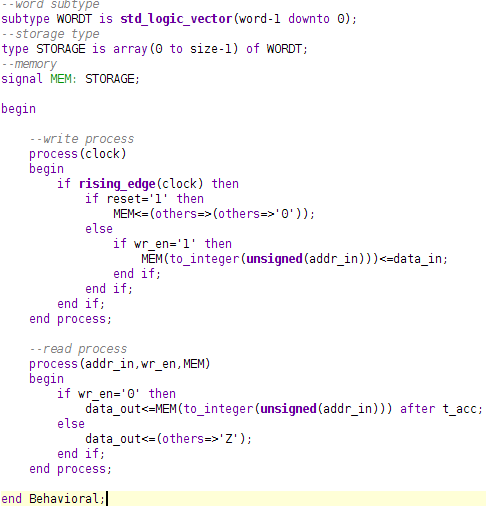 --word subtype
subtype WORDT is std_logic_vector(word-1 downto 0);
--storage type
type STORAGE is array(0 to size-1) of WORDT;
--memory
signal MEM: STORAGE;
begin
--write process
process(clock)
begin
if rising_edge(clock) then
if reset='1' then
MEM<=(others=>(others=>'0'));
else
if wr_en='1' then
MEM(to_integer(unsigned(addr_in)))<=data_in;
end if;
end if;
end if;
end process;
--read process
process(addr_in,wr_en,MEM)
begin
if wr_en='0' then
data_out<=MEM(to_integer(unsigned(addr_in))) after t_acc;
else
data_out<=(others=>'Z');
end if;
end process;
end Behavioral;